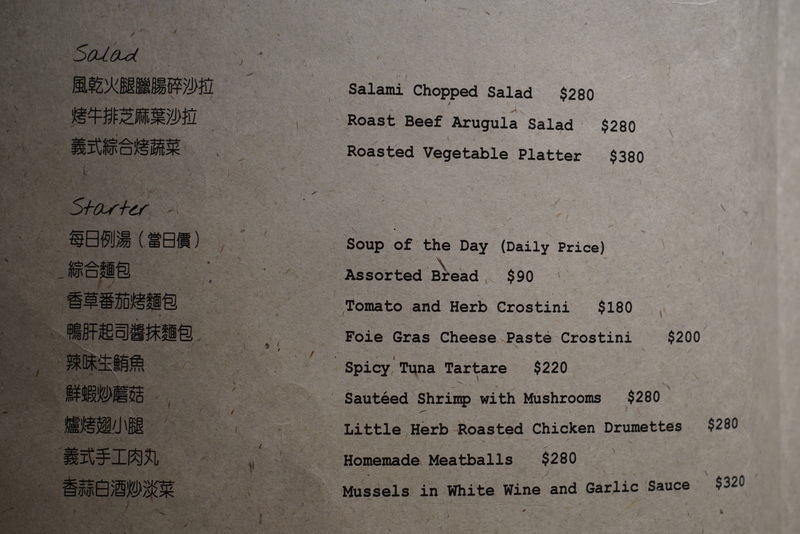 Salad
風乾火腿臘腸碎沙拉 Salami Chopped Salad $280
烤牛排芝麻葉沙拉 Roast Beef Arugula Salad $280
義式綜合烤蔬菜 Roasted Vegetable Platter $380
Starter
每日例湯（當日價） Soup of the Day (Daily Price)
綜合麵包 Assorted Bread $90
香草番茄烤麵包 Tomato and Herb Crostini $180
鴨肝起司醬抹麵包 Foie Gras Cheese Paste Crostini $200
辣味生鮪魚 Spicy Tuna Tartare $220
鮮蝦炒蘑菇 Sautéed Shrimp with Mushrooms $280
爐烤翅小腿 Little Herb Roasted Chicken Drumettes $280
義式手工肉丸 Homemade Meatballs $280
香蒜白酒炒淡菜 Mussels in White Wine and Garlic Sauce $320